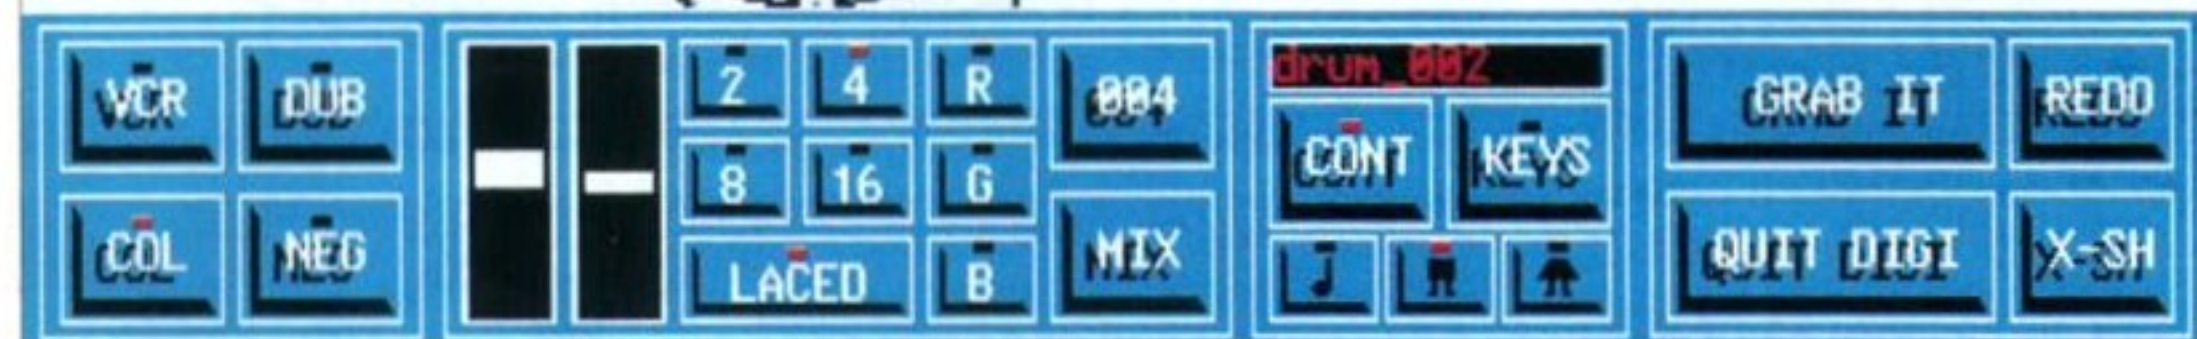 VCR DUB
COL NEG
2 4 R 004
8 16 G
LACED B MIX
drum_002
CONT KEYS
GRAB IT REDO
QUIT DIGI X-SH